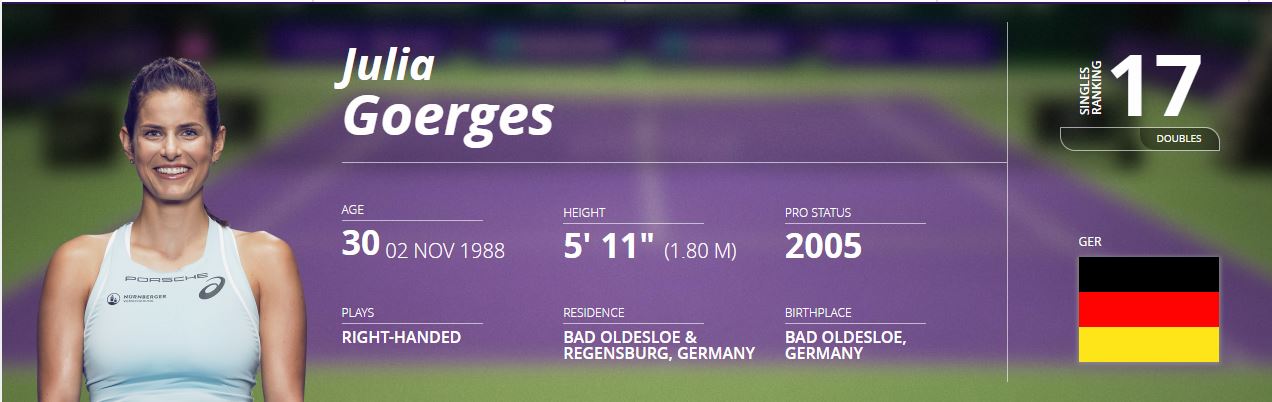 Julia
Goerges
SINGLES
RANKING
17
DOUBLES
AGE
30 02 NOV 1988
HEIGHT
5' 11" (1.80 M)
PRO STATUS
2005
GER
PLAYS
RIGHT-HANDED
RESIDENCE
BAD OLDESLOE &
REGENSBURG, GERMANY
BIRTHPLACE
BAD OLDESLOE,
GERMANY
PORSCHE
NÜRNBERGER